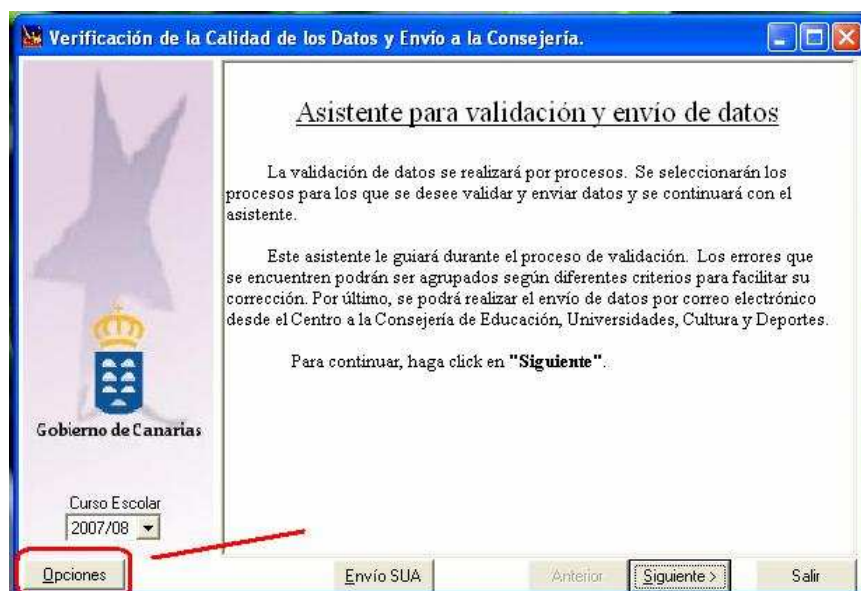 Verificación de la Calidad de los Datos y Envío a la Consejería.
Asistente para validación y envío de datos
La validación de datos se realizará por procesos. Se seleccionarán los
procesos para los que se desee validar y enviar datos y se continuará con el
asistente.
Este asistente le guiará durante el proceso de validación. Los errores que
se encuentren podrán ser agrupados según diferentes criterios para facilitar su
corrección. Por último, se podrá realizar el envío de datos por correo electrónico
desde el Centro a la Consejería de Educación, Universidades, Cultura y Deportes.
Para continuar, haga click en "Siguiente".
Gobierno de Canarias
Curso Escolar
2007/08
Opciones
Envío SUA
Anterior
Siguiente >
Salir